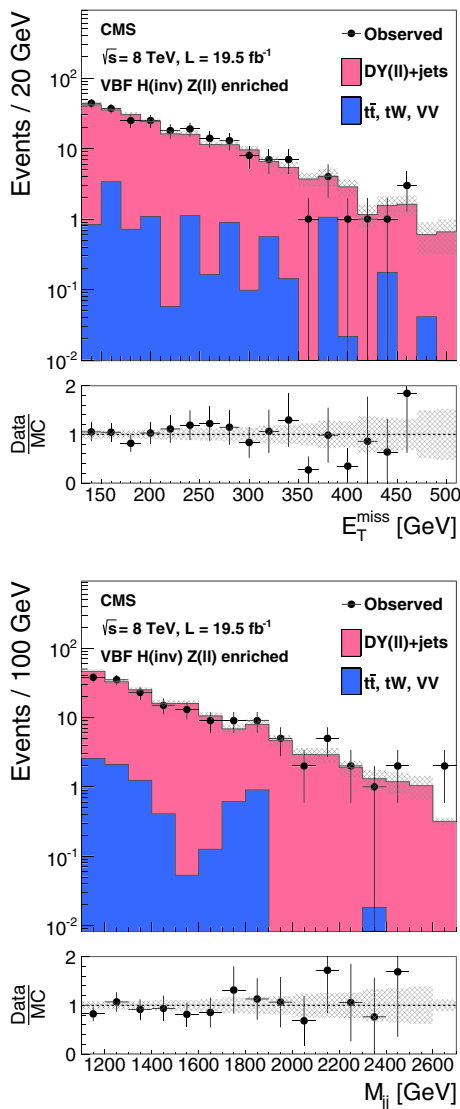 CMS
√s = 8 TeV, L = 19.5 fb⁻¹
VBF H(inv) Z(ll) enriched
Observed
DY(ll)+jets
tt̄, tW, VV
Events / 20 GeV
10²
10
1
10⁻¹
10⁻²
Data/MC
2
1
0
150 200 250 300 350 400 450 500
E_T^miss [GeV]
CMS
√s = 8 TeV, L = 19.5 fb⁻¹
VBF H(inv) Z(ll) enriched
Observed
DY(ll)+jets
tt̄, tW, VV
Events / 100 GeV
10²
10
1
10⁻¹
10⁻²
Data/MC
2
1
0
1200 1400 1600 1800 2000 2200 2400 2600
M_jj [GeV]